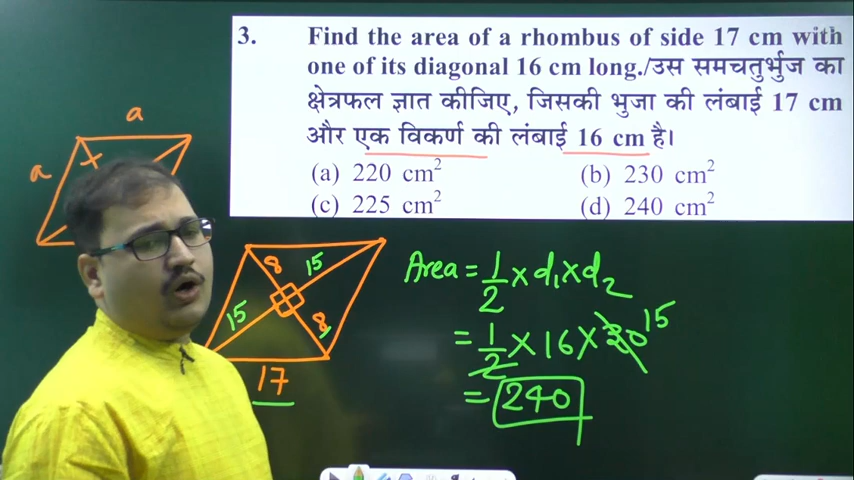 3. Find the area of a rhombus of side 17 cm with
one of its diagonal 16 cm long./उस समचतुर्भुज का
क्षेत्रफल ज्ञात कीजिए, जिसकी भुजा की लंबाई 17 cm
और एक विकर्ण की लंबाई 16 cm है।
(a) 220 cm² (b) 230 cm²
(c) 225 cm² (d) 240 cm²
a
a x
8 15
15 8
17
Area = 1/2 × d₁ × d₂
= 1/2 × 16 × 30 15
= 240